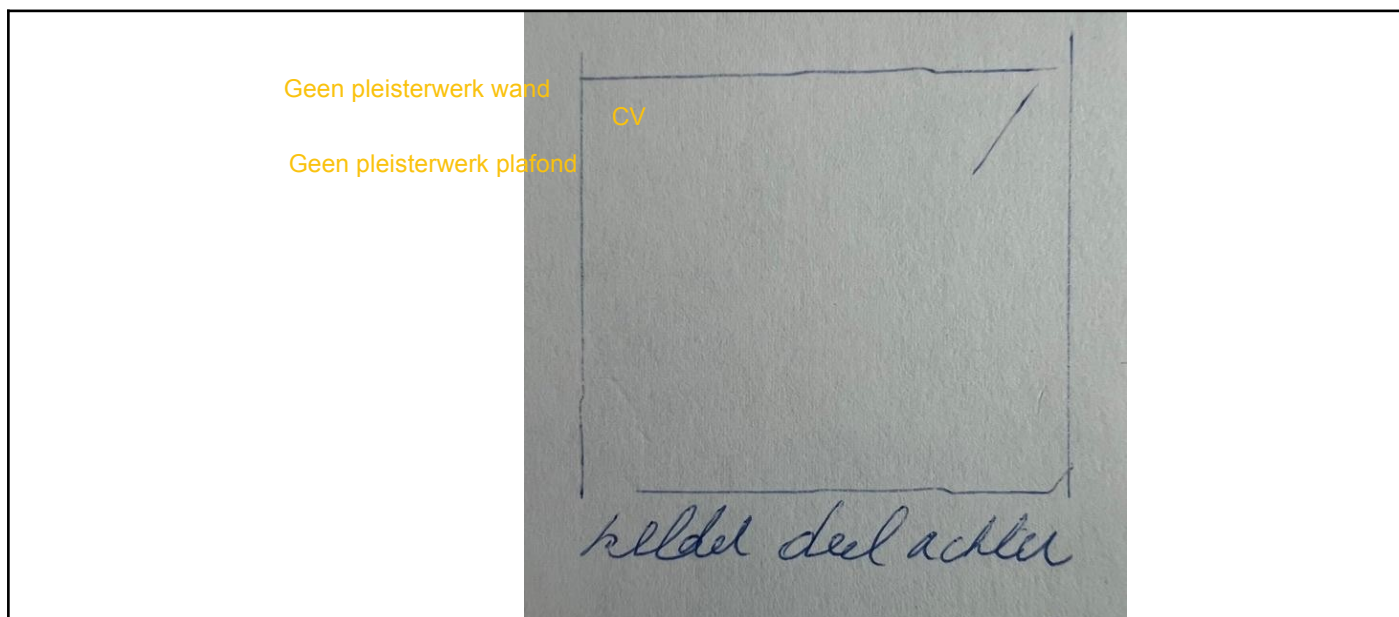 Geen pleisterwerk wand
CV
Geen pleisterwerk plafond
kelder deel achter